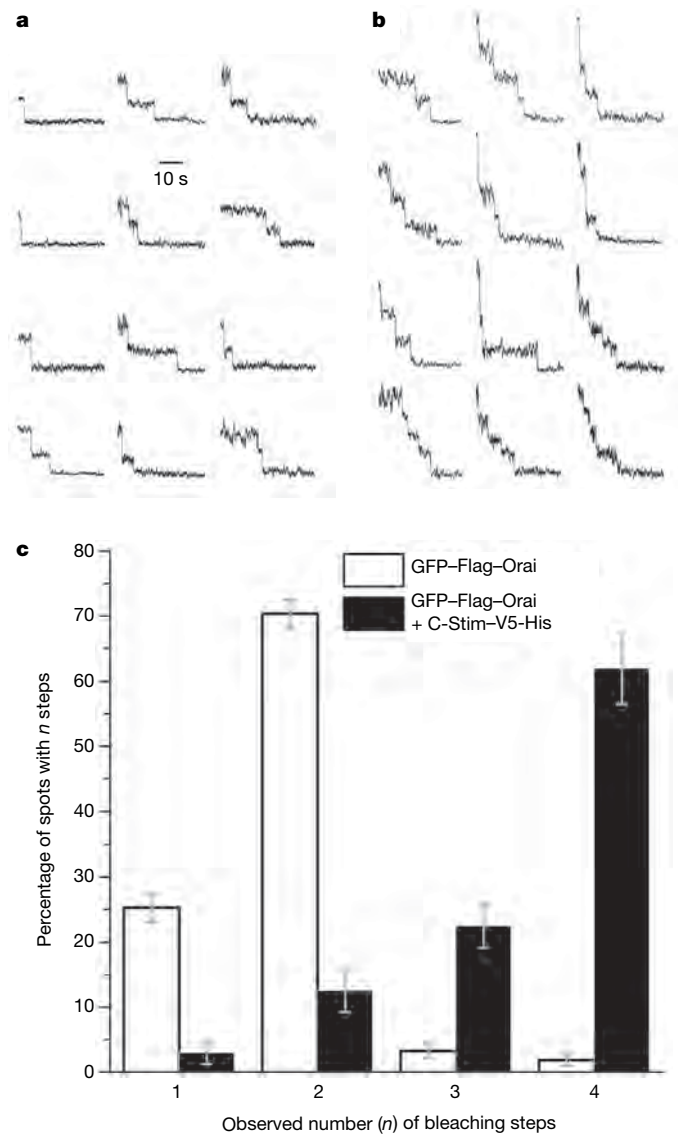 a
b
10 s
c
80
70
60
50
40
30
20
10
0
Percentage of spots with n steps
GFP–Flag–Orai
GFP–Flag–Orai
+ C-Stim–V5-His
1 2 3 4
Observed number (n) of bleaching steps